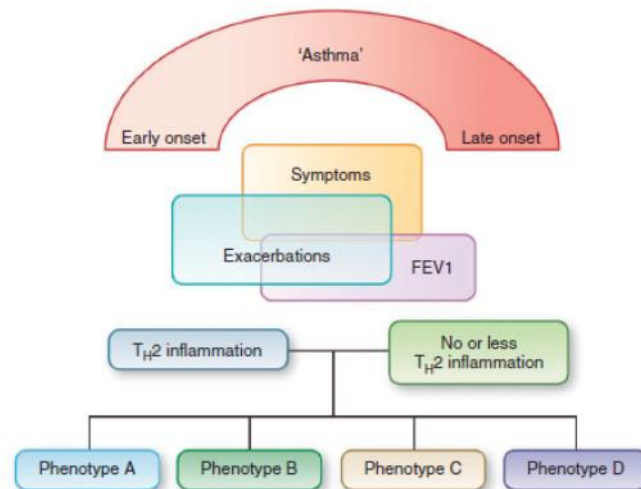 ‘Asthma’
Early onset
Late onset
Symptoms
Exacerbations
FEV1
TH2 inflammation
No or less
TH2 inflammation
Phenotype A
Phenotype B
Phenotype C
Phenotype D